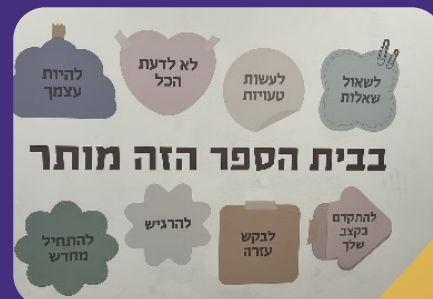 לשאול
שאלות
לעשות
טעויות
לא לדעת
הכל
להיות
עצמך
בבית הספר הזה מותר
להתקדם
בקצב
שלך
לבקש
עזרה
להרגיש
להתחיל
מחדש